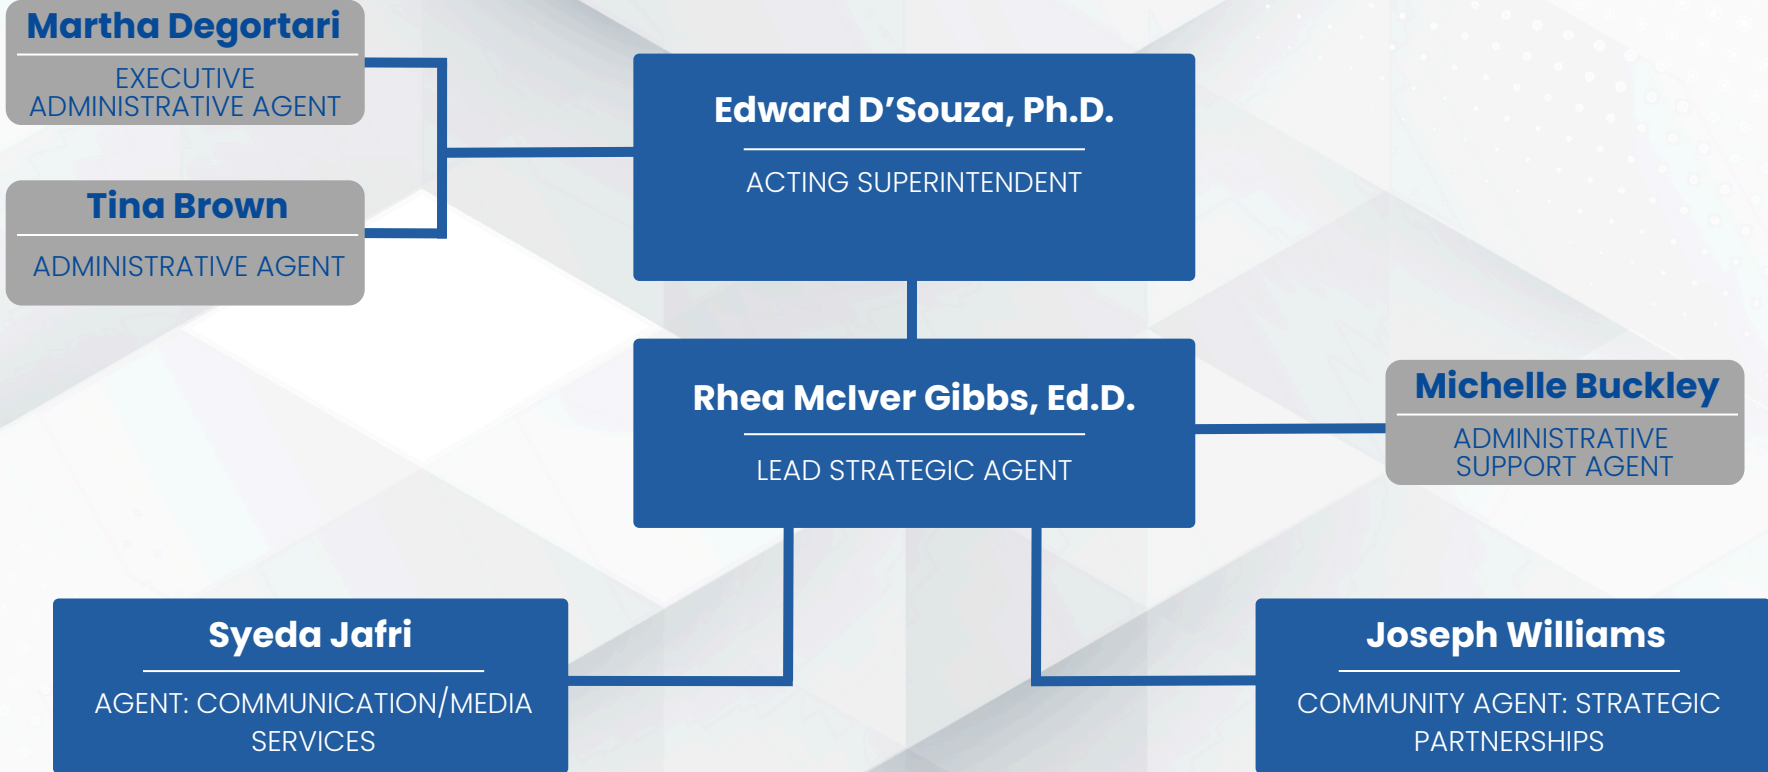 Martha Degortari
EXECUTIVE
ADMINISTRATIVE AGENT
Tina Brown
ADMINISTRATIVE AGENT
Edward D’Souza, Ph.D.
ACTING SUPERINTENDENT
Rhea McIver Gibbs, Ed.D.
LEAD STRATEGIC AGENT
Michelle Buckley
ADMINISTRATIVE
SUPPORT AGENT
Syeda Jafri
AGENT: COMMUNICATION/MEDIA
SERVICES
Joseph Williams
COMMUNITY AGENT: STRATEGIC
PARTNERSHIPS